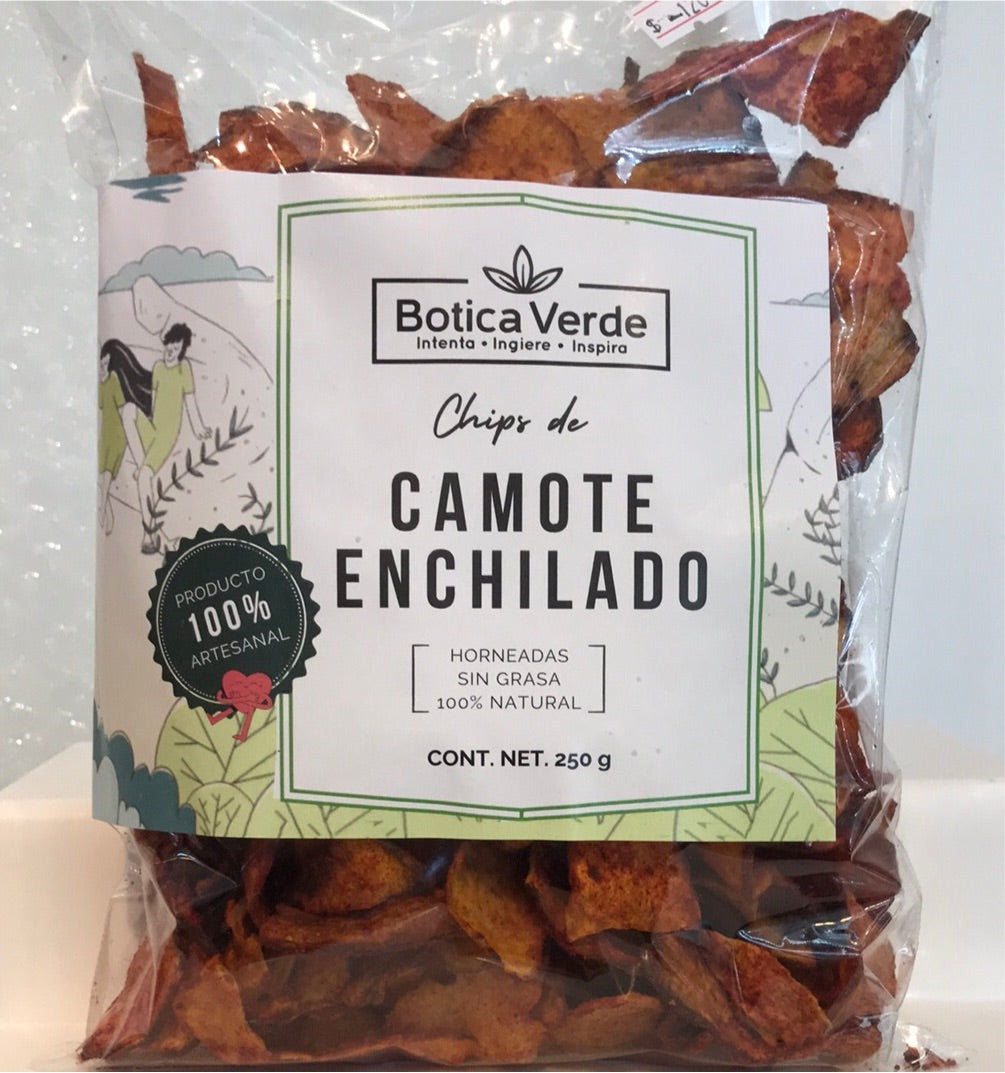 Botica Verde
Intenta • Ingiere • Inspira
Chips de
CAMOTE
ENCHILADO
PRODUCTO
100%
ARTESANAL
HORNEADAS
SIN GRASA
100% NATURAL
CONT. NET. 250 g